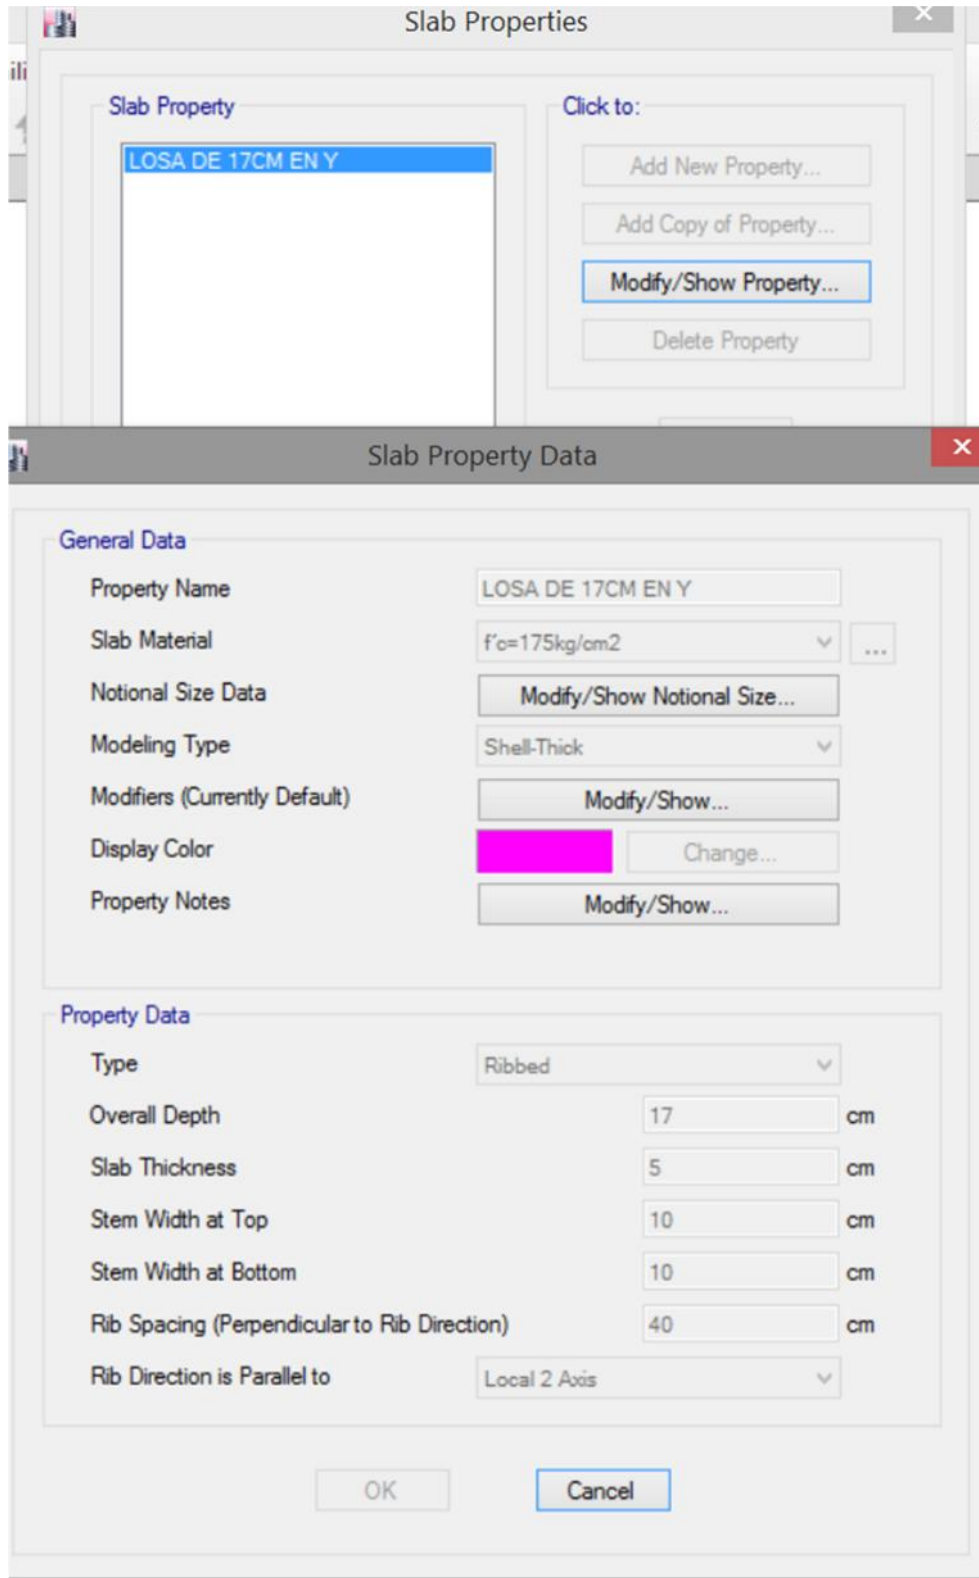 Slab Properties
ili
Slab Property
Click to:
LOSA DE 17CM EN Y
Add New Property...
Add Copy of Property...
Modify/Show Property...
Delete Property
Slab Property Data
General Data
Property Name LOSA DE 17CM EN Y
Slab Material f´c=175kg/cm2 ...
Notional Size Data Modify/Show Notional Size...
Modeling Type Shell-Thick
Modifiers (Currently Default) Modify/Show...
Display Color Change...
Property Notes Modify/Show...
Property Data
Type Ribbed
Overall Depth 17 cm
Slab Thickness 5 cm
Stem Width at Top 10 cm
Stem Width at Bottom 10 cm
Rib Spacing (Perpendicular to Rib Direction) 40 cm
Rib Direction is Parallel to Local 2 Axis
OK Cancel